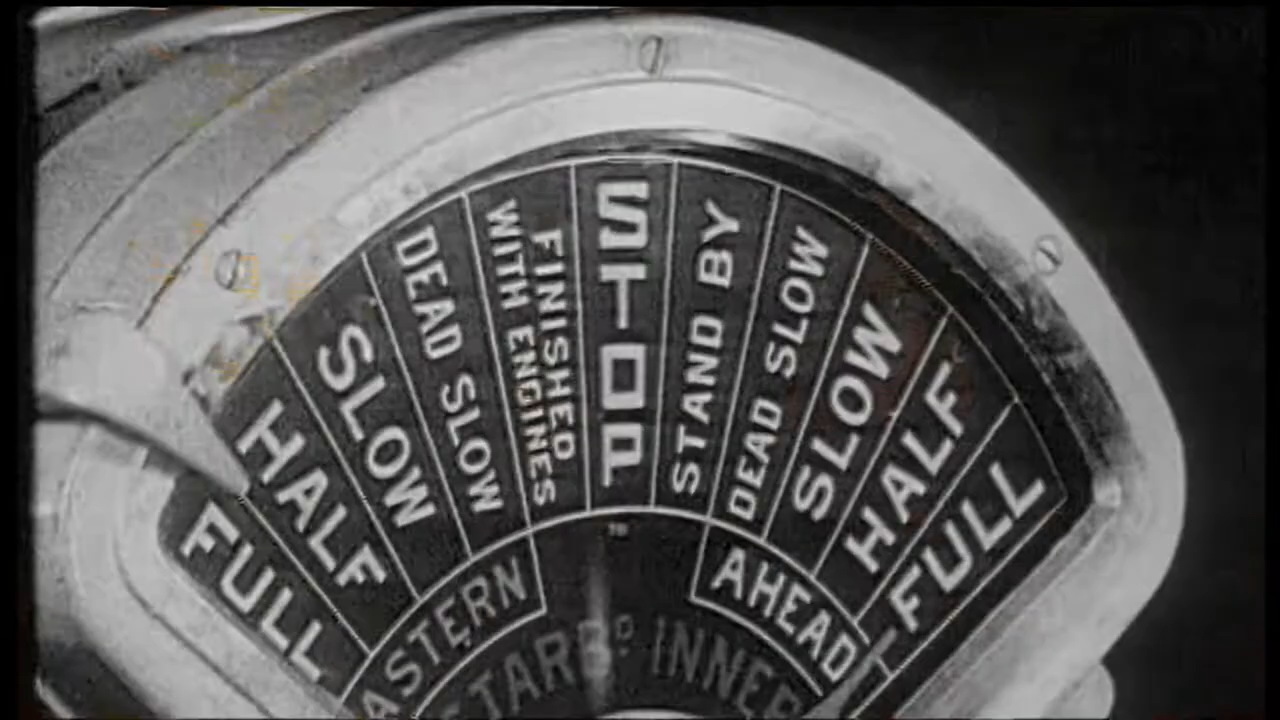 FULL
HALF
SLOW
DEAD SLOW
FINISHED
WITH ENGINES
STOP
STAND BY
DEAD SLOW
SLOW
HALF
FULL
ASTERN
AHEAD
TARBD INNER